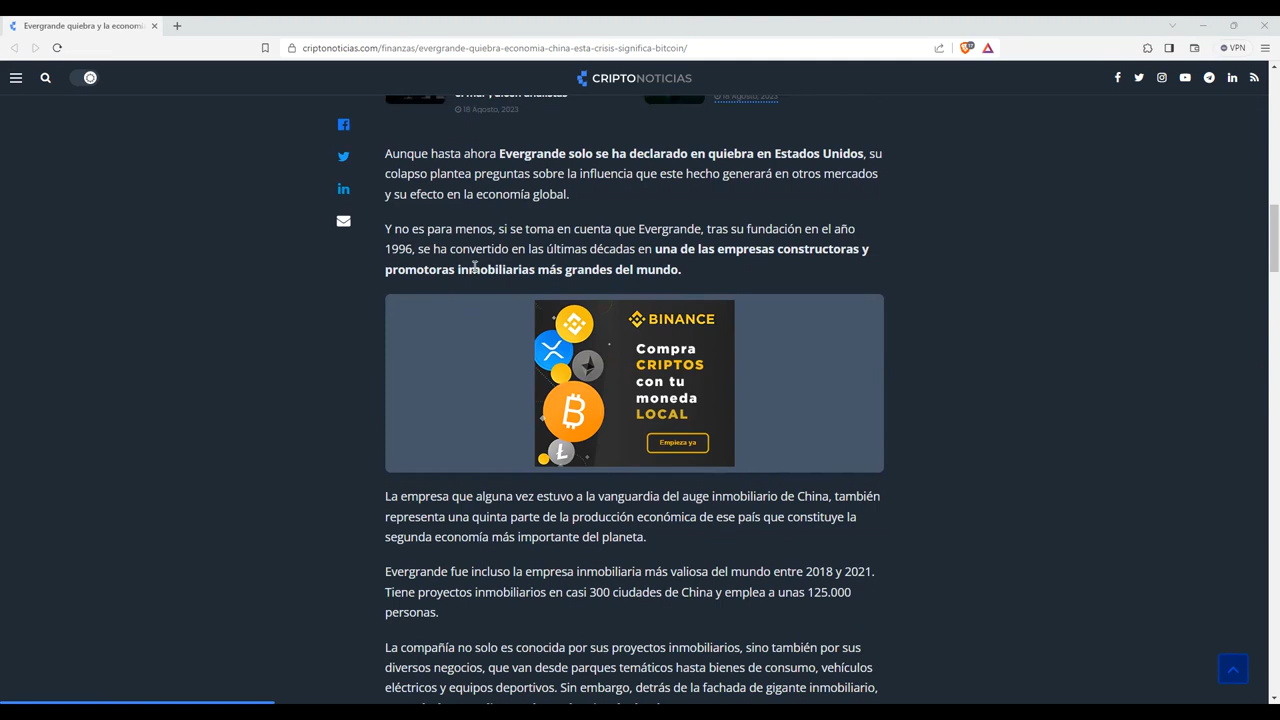 Evergrande quiebra y la economí
criptonoticias.com/finanzas/evergrande-quiebra-economia-china-esta-crisis-significa-bitcoin/
17
VPN
CRIPTONOTICIAS
18 Agosto, 2023
18 Agosto, 2023
Aunque hasta ahora Evergrande solo se ha declarado en quiebra en Estados Unidos, su
colapso plantea preguntas sobre la influencia que este hecho generará en otros mercados
y su efecto en la economía global.
Y no es para menos, si se toma en cuenta que Evergrande, tras su fundación en el año
1996, se ha convertido en las últimas décadas en una de las empresas constructoras y
promotoras inmobiliarias más grandes del mundo.
BINANCE
Compra
CRIPTOS
con tu
moneda
LOCAL
Empieza ya
La empresa que alguna vez estuvo a la vanguardia del auge inmobiliario de China, también
representa una quinta parte de la producción económica de ese país que constituye la
segunda economía más importante del planeta.
Evergrande fue incluso la empresa inmobiliaria más valiosa del mundo entre 2018 y 2021.
Tiene proyectos inmobiliarios en casi 300 ciudades de China y emplea a unas 125.000
personas.
La compañía no solo es conocida por sus proyectos inmobiliarios, sino también por sus
diversos negocios, que van desde parques temáticos hasta bienes de consumo, vehículos
eléctricos y equipos deportivos. Sin embargo, detrás de la fachada de gigante inmobiliario,